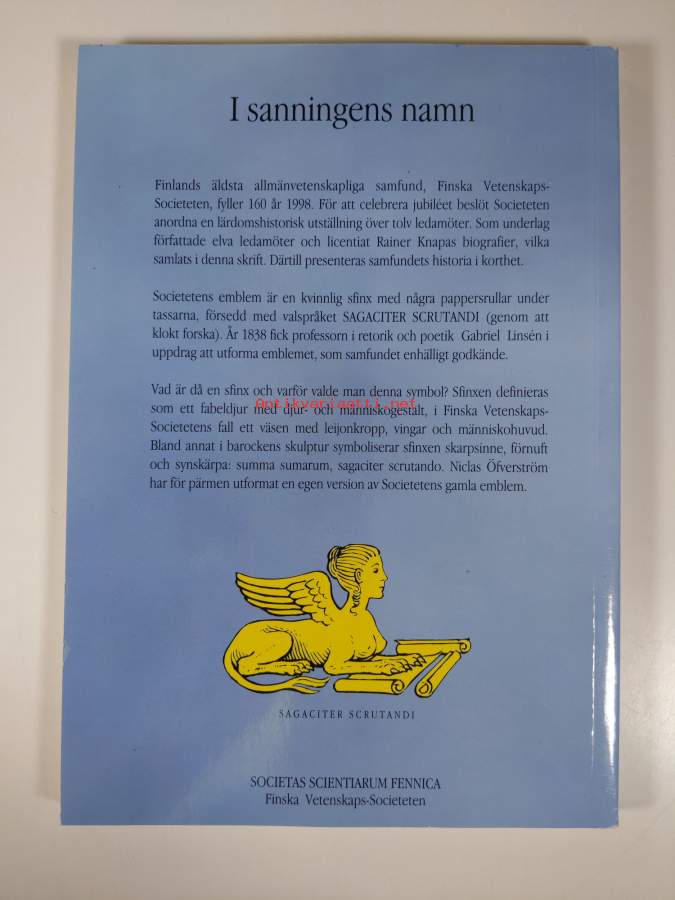 I sanningens namn
Finlands äldsta allmänvetenskapliga samfund, Finska Vetenskaps-
Societeten, fyller 160 år 1998. För att celebrera jubiléet beslöt Societeten
anordna en lärdomshistorisk utställning över tolv ledamöter. Som underlag
författade elva ledamöter och licentiat Rainer Knapas biografier, vilka
samlats i denna skrift. Därtill presenteras samfundets historia i korthet.
Societetens emblem är en kvinnlig sfinx med några pappersrullar under
tassarna, försedd med valspråket SAGACITER SCRUTANDI (genom att
klokt forska). År 1838 fick professorn i retorik och poetik Gabriel Linsén i
uppdrag att utforma emblemet, som samfundet enhälligt godkände.
Vad är då en sfinx och varför valde man denna symbol? Sfinxen definieras
Antikvariaatti.net
som ett fabeldjur med djur- och människogestalt, i Finska Vetenskaps-
Societetens fall ett väsen med leijonkropp, vingar och människohuvud.
Bland annat i barockens skulptur symboliserar sfinxen skarpsinne, förnuft
och synskärpa: summa sumarum, sagaciter scrutando. Niclas Öfverström
har för pärmen utformat en egen version av Societetens gamla emblem.
SAGACITER SCRUTANDI
SOCIETAS SCIENTIARUM FENNICA
Finska Vetenskaps-Societeten